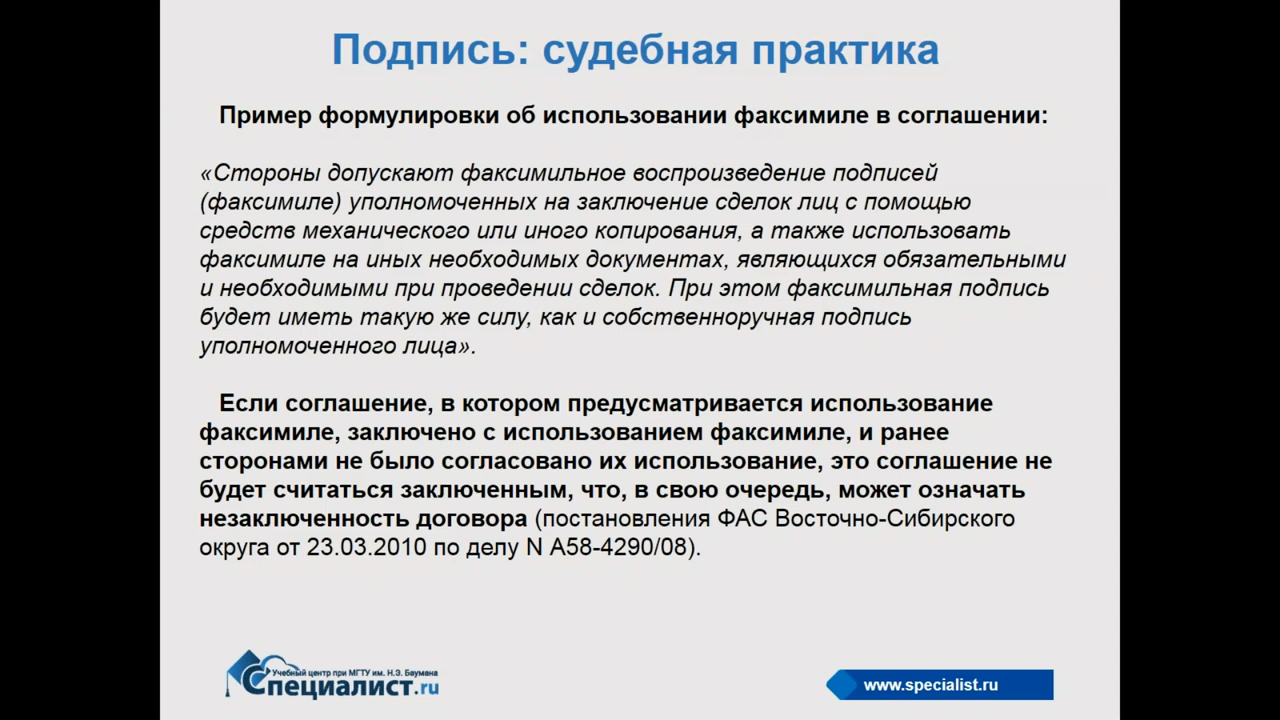 Подпись: судебная практика
Пример формулировки об использовании факсимиле в соглашении:
«Стороны допускают факсимильное воспроизведение подписей
(факсимиле) уполномоченных на заключение сделок лиц с помощью
средств механического или иного копирования, а также использовать
факсимиле на иных необходимых документах, являющихся обязательными
и необходимыми при проведении сделок. При этом факсимильная подпись
будет иметь такую же силу, как и собственноручная подпись
уполномоченного лица».
Если соглашение, в котором предусматривается использование
факсимиле, заключено с использованием факсимиле, и ранее
сторонами не было согласовано их использование, это соглашение не
будет считаться заключенным, что, в свою очередь, может означать
незаключенность договора (постановления ФАС Восточно-Сибирского
округа от 23.03.2010 по делу N А58-4290/08).
Учебный центр при МГТУ им. Н.Э. Баумана
Специалист.ru
www.specialist.ru